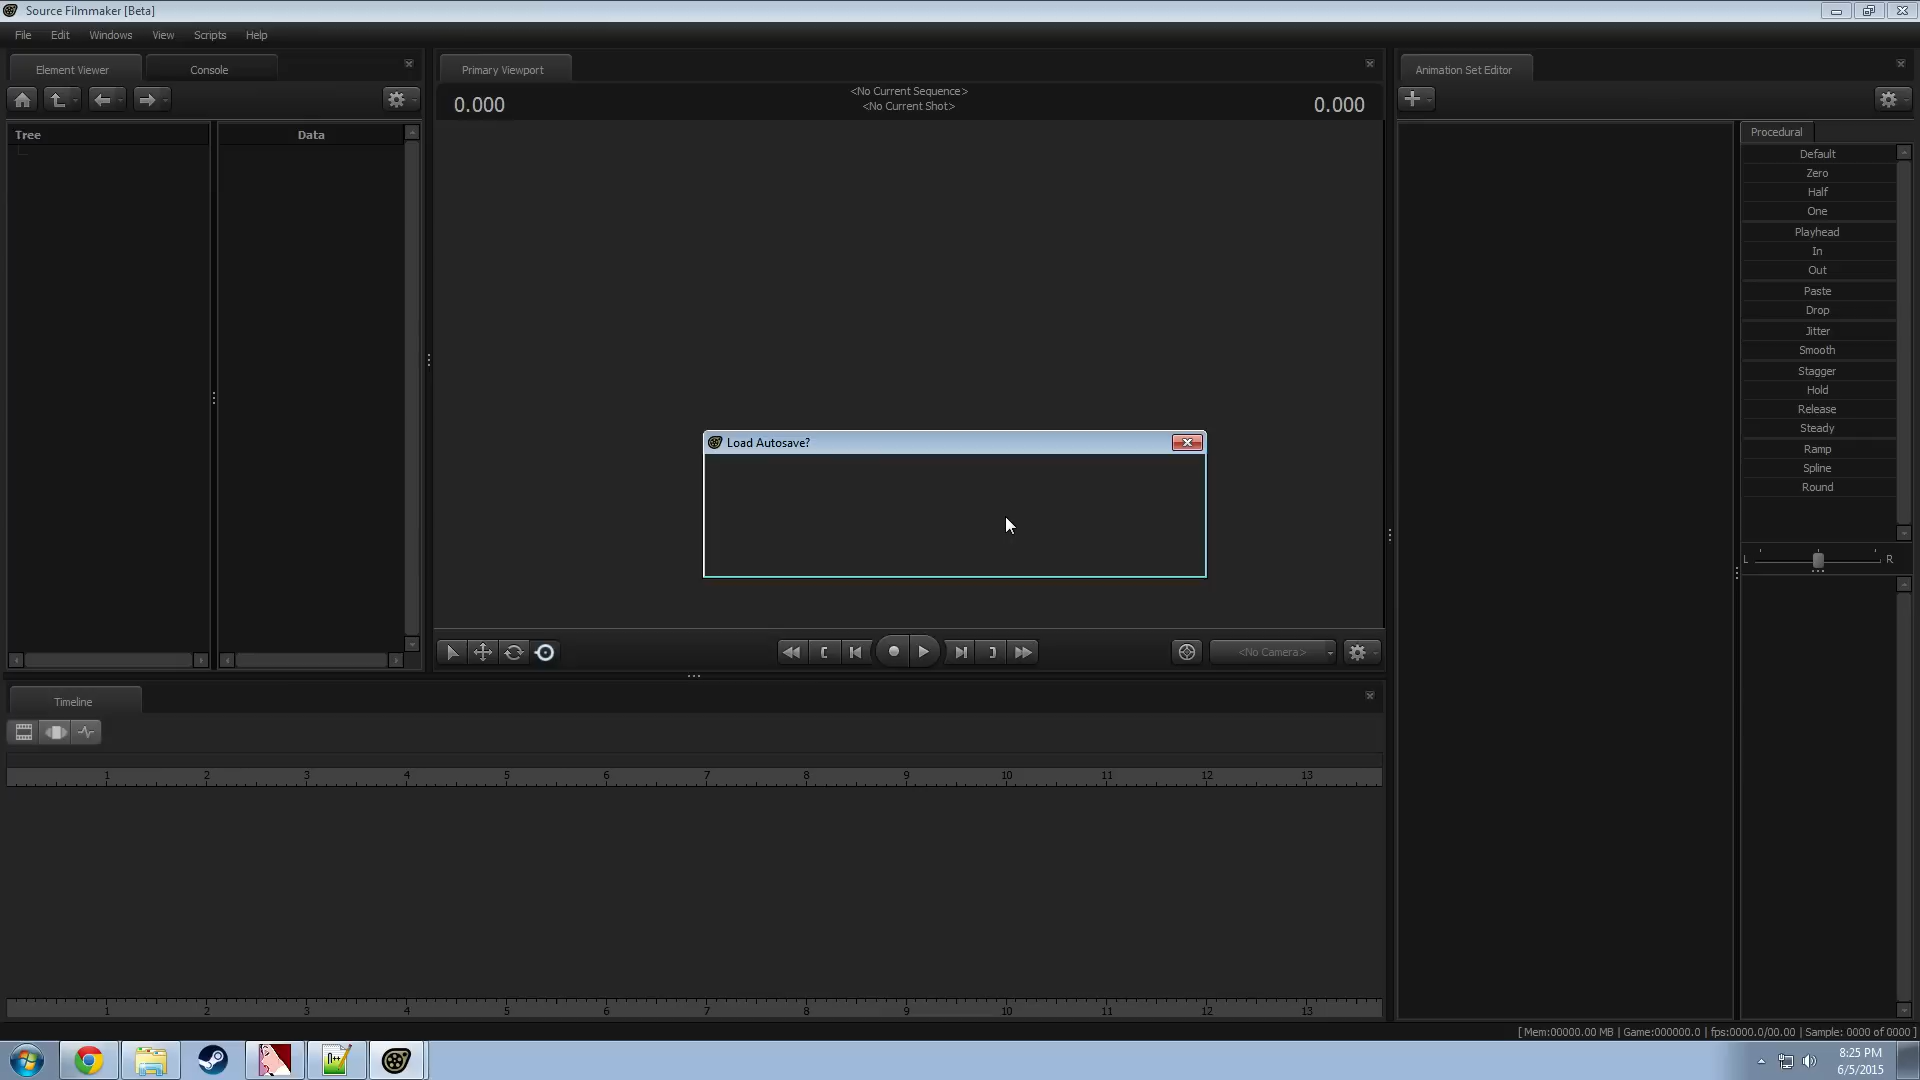 Source Filmmaker [Beta]
File Edit Windows View Scripts Help
Element Viewer Console
Tree Data
Primary Viewport
0.000 <No Current Sequence> 0.000
<No Current Shot>
Load Autosave?
<No Camera>
Animation Set Editor
Procedural
Default
Zero
Half
One
Playhead
In
Out
Paste
Drop
Jitter
Smooth
Stagger
Hold
Release
Steady
Ramp
Spline
Round
L R
Timeline
1 2 3 4 5 6 7 8 9 10 11 12 13
1 2 3 4 5 6 7 8 9 10 11 12 13
[ Mem:00000.00 MB | Game:000000.0 | fps:0000.0/00.00 | Sample: 0000 of 0000 ]
8:25 PM
6/5/2015